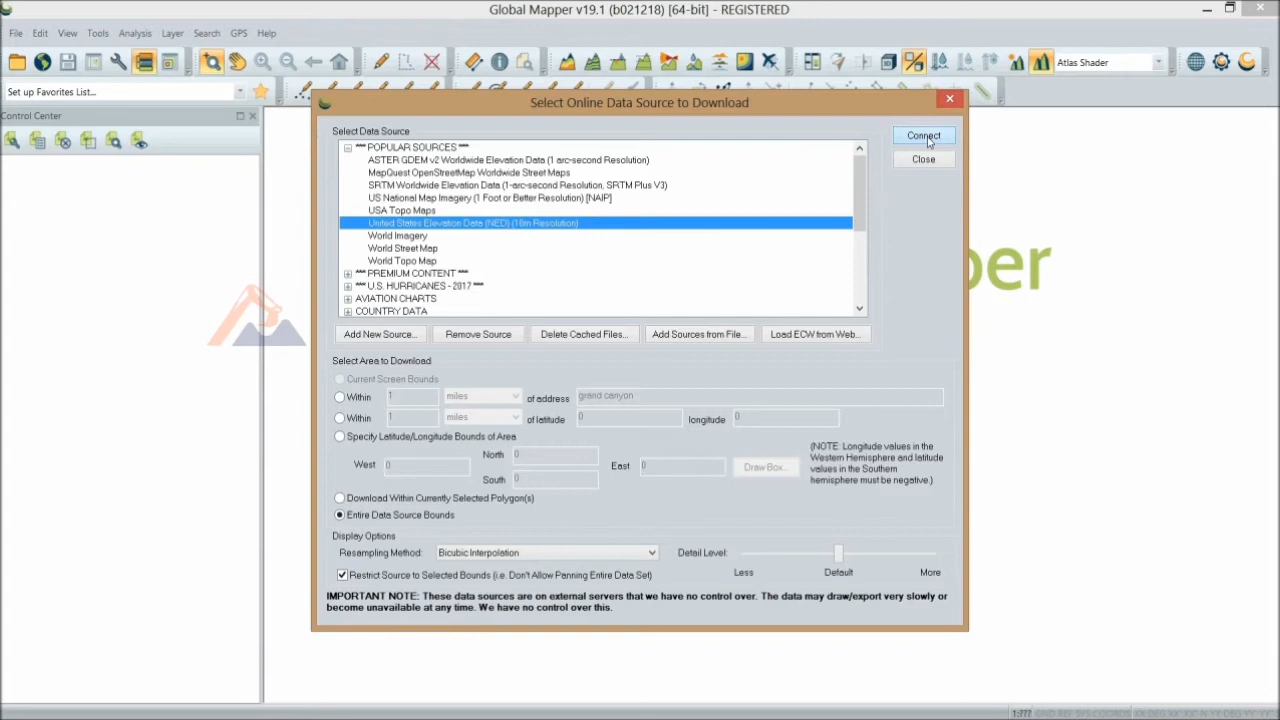 Global Mapper v19.1 (b021218) [64-bit] - REGISTERED
File Edit View Tools Analysis Layer Search GPS Help
Atlas Shader
Set up Favorites List...
Control Center
Select Online Data Source to Download
Select Data Source
Connect
Close
*** POPULAR SOURCES ***
ASTER GDEM v2 Worldwide Elevation Data (1 arc-second Resolution)
MapQuest OpenStreetMap Worldwide Street Maps
SRTM Worldwide Elevation Data (1-arc-second Resolution, SRTM Plus V3)
US National Map Imagery (1 Foot or Better Resolution) [NAIP]
USA Topo Maps
United States Elevation Data (NED) (10m Resolution)
World Imagery
World Street Map
World Topo Map
*** PREMIUM CONTENT ***
*** U.S. HURRICANES - 2017 ***
AVIATION CHARTS
COUNTRY DATA
per
Add New Source... Remove Source Delete Cached Files... Add Sources from File... Load ECW from Web...
Select Area to Download
Current Screen Bounds
Within 1 miles of address grand canyon
Within 1 miles of latitude 0 longitude 0
Specify Latitude/Longitude Bounds of Area
North 0
West 0 East 0 Draw Box...
South 0
(NOTE: Longitude values in the
Western Hemisphere and latitude
values in the Southern
hemisphere must be negative.)
Download Within Currently Selected Polygon(s)
Entire Data Source Bounds
Display Options
Resampling Method: Bicubic Interpolation Detail Level:
Less Default More
Restrict Source to Selected Bounds (i.e. Don't Allow Panning Entire Data Set)
IMPORTANT NOTE: These data sources are on external servers that we have no control over. The data may draw/export very slowly or
become unavailable at any time. We have no control over this.
1:???